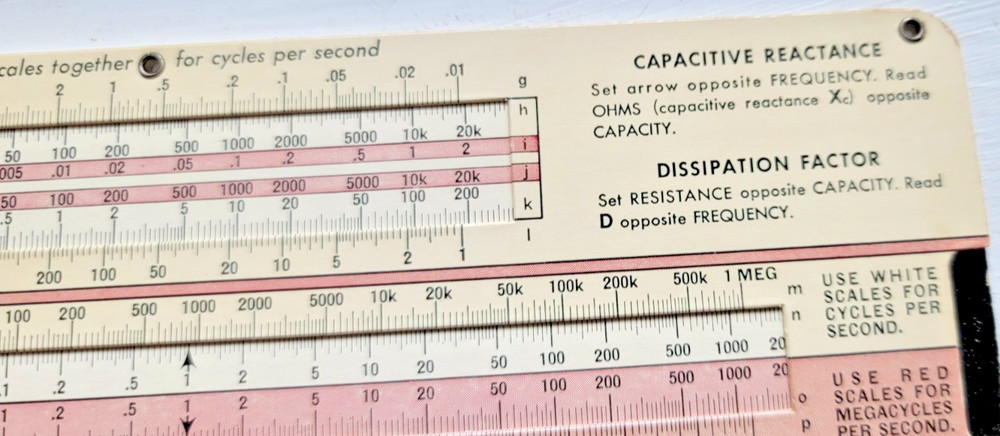 cales together for cycles per second
2 1 .5 .2 .1 .05 .02 .01 g
h
50 100 200 500 1000 2000 5000 10k 20k
i
005 .01 .02 .05 .1 .2 .5 1 2
j
50 100 200 500 1000 2000 5000 10k 20k
.5 1 2 5 10 20 50 100 200 k
l
200 100 50 20 10 5 2 1
CAPACITIVE REACTANCE
Set arrow opposite FREQUENCY. Read
OHMS (capacitive reactance Xc) opposite
CAPACITY.
DISSIPATION FACTOR
Set RESISTANCE opposite CAPACITY. Read
D opposite FREQUENCY.
100 200 500 1000 2000 5000 10k 20k 50k 100k 200k 500k 1 MEG m
n
.1 .2 .5 1 2 5 10 20 50 100 200 500 1000 20
.1 .2 .5 1 2 5 10 20 50 100 200 500 1000 20 o
p
USE WHITE
SCALES FOR
CYCLES PER
SECOND.
USE RED
SCALES FOR
MEGACYCLES
PER SECOND.